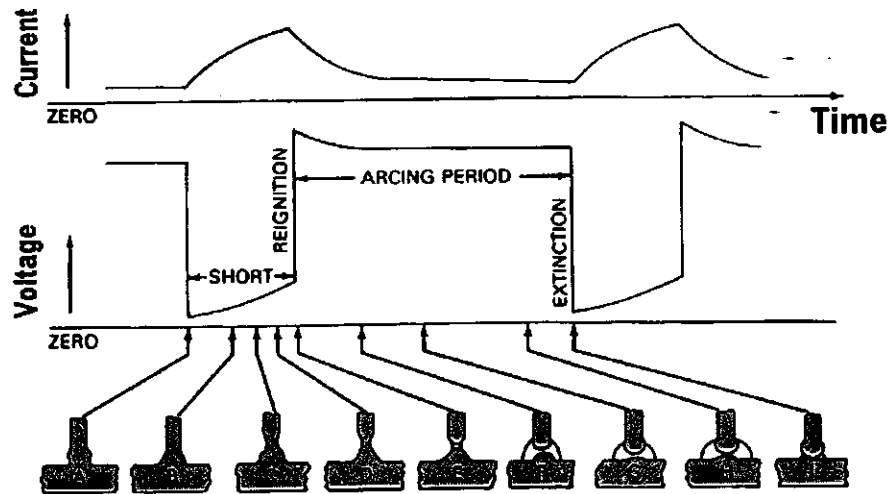 Current
ZERO
Time
REIGNITION
ARCING PERIOD
EXTINCTION
SHORT
Voltage
ZERO
A
B
E
G
H
I